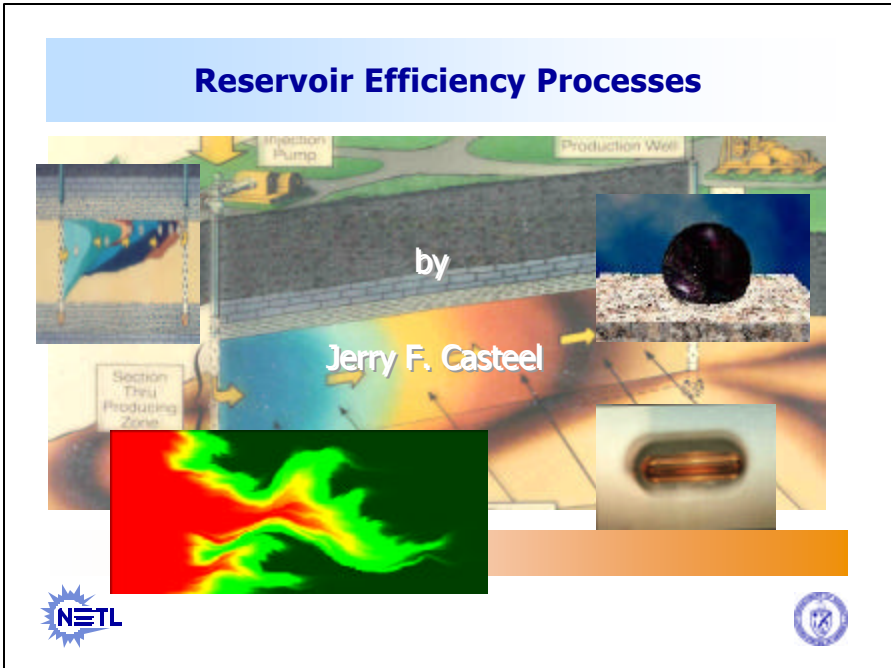 Reservoir Efficiency Processes
Injection
Pump
Production Well
by
Jerry F. Casteel
Section
Thru
Producing
Zone
NETL